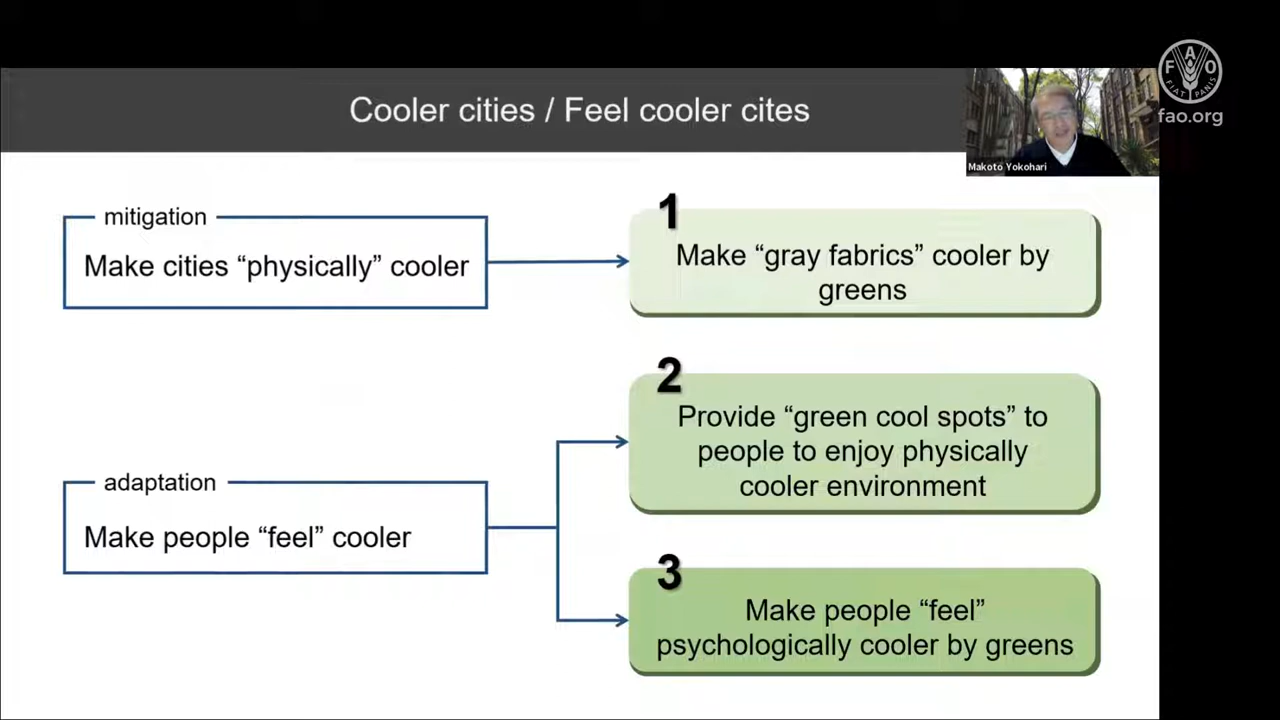 Cooler cities / Feel cooler cites
F A O
FIAT PANIS
fao.org
Makoto Yokohari
mitigation
Make cities “physically” cooler
1
Make “gray fabrics” cooler by
greens
2
Provide “green cool spots” to
people to enjoy physically
cooler environment
adaptation
Make people “feel” cooler
3
Make people “feel”
psychologically cooler by greens